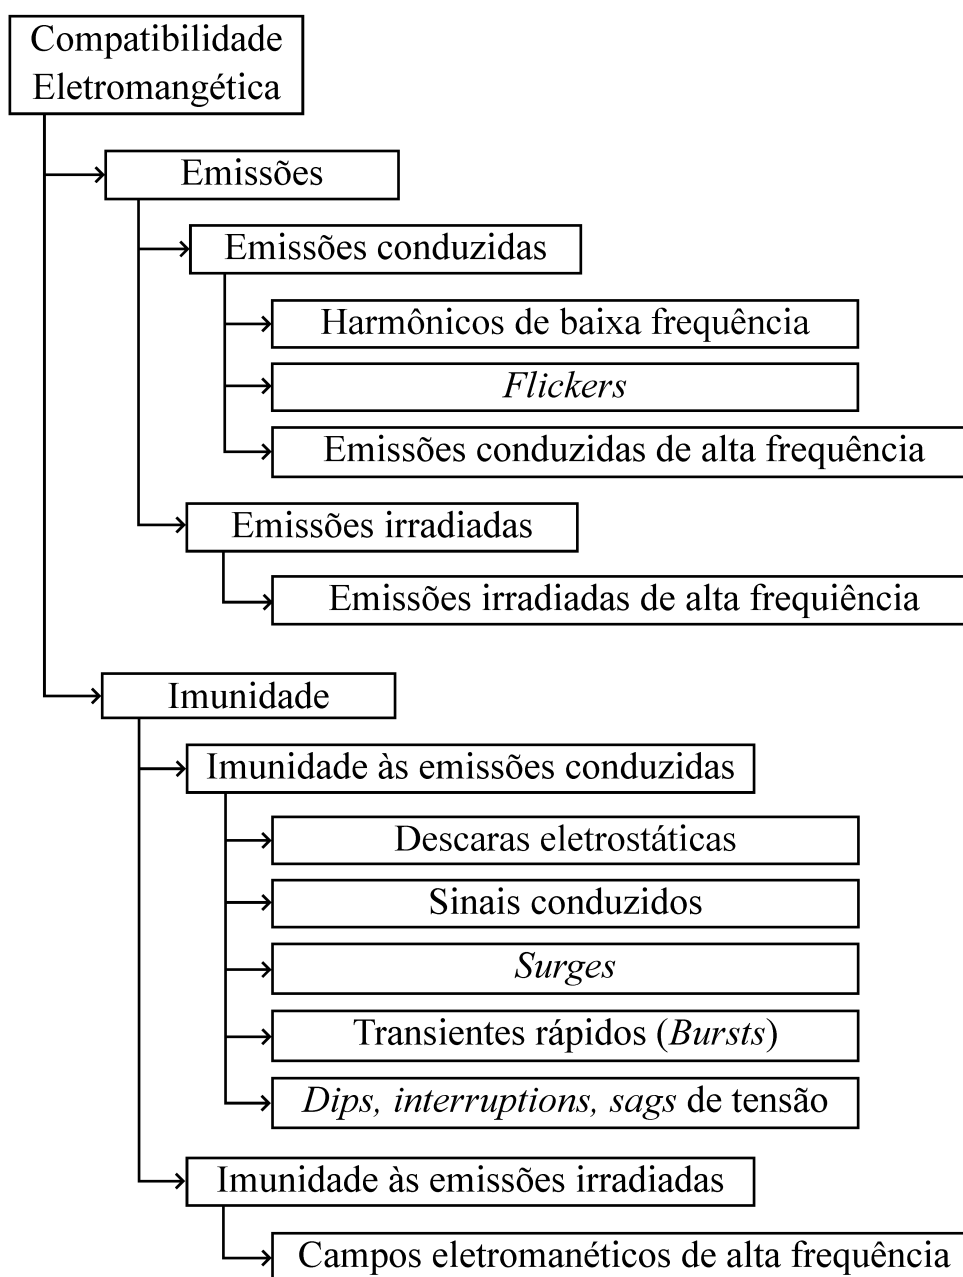 Compatibilidade
Eletromangética
Emissões
Emissões conduzidas
Harmônicos de baixa frequência
Flickers
Emissões conduzidas de alta frequência
Emissões irradiadas
Emissões irradiadas de alta frequiência
Imunidade
Imunidade às emissões conduzidas
Descaras eletrostáticas
Sinais conduzidos
Surges
Transientes rápidos (Bursts)
Dips, interruptions, sags de tensão
Imunidade às emissões irradiadas
Campos eletromanéticos de alta frequência